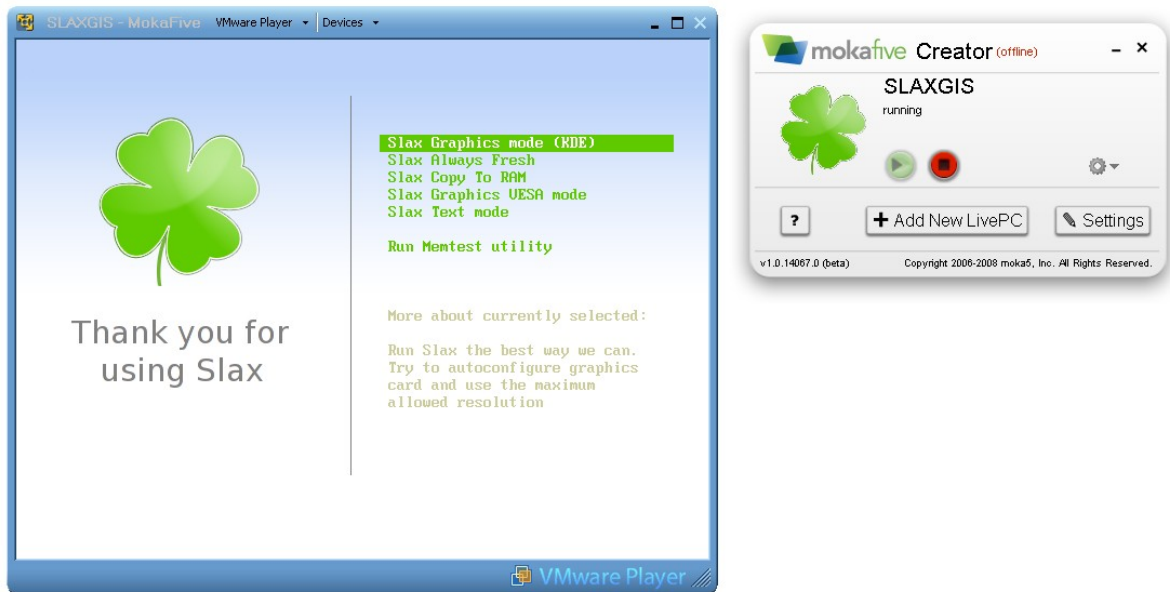 SLAXGIS - MokaFive VMware Player Devices
Slax Graphics mode (KDE)
Slax Always Fresh
Slax Copy To RAM
Slax Graphics VESA mode
Slax Text mode
Run Memtest utility
Thank you for
using Slax
More about currently selected:
Run Slax the best way we can.
Try to autoconfigure graphics
card and use the maximum
allowed resolution
VMware Player
mokafive Creator (offline)
SLAXGIS
running
? + Add New LivePC Settings
v1.0.14067.0 (beta) Copyright 2006-2008 moka5, Inc. All Rights Reserved.